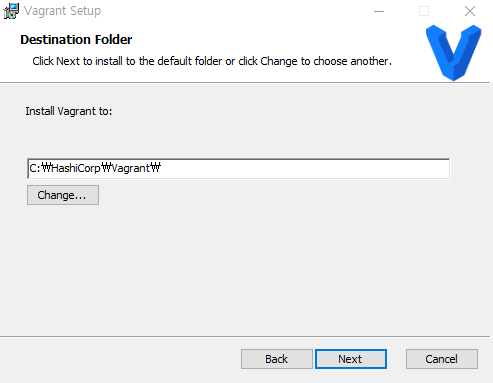 Vagrant Setup
Destination Folder
Click Next to install to the default folder or click Change to choose another.
Install Vagrant to:
C:₩HashiCorp₩Vagrant₩
Change...
Back Next Cancel